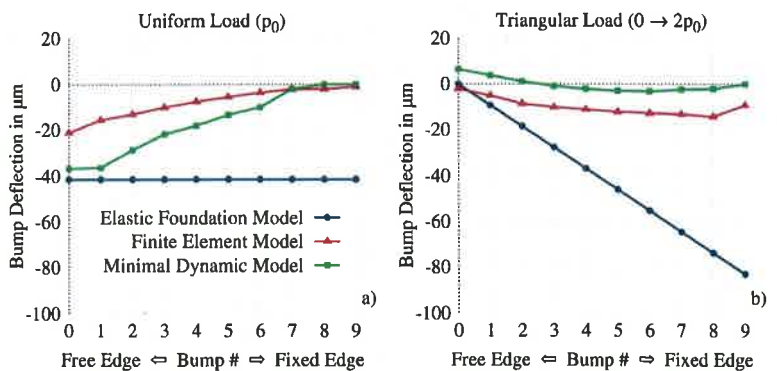 Uniform Load (p0)
20
0
-20
-40
-60
-80
-100
Bump Deflection in µm
Elastic Foundation Model
Finite Element Model
Minimal Dynamic Model
a)
0 1 2 3 4 5 6 7 8 9
Free Edge ⇐ Bump # ⇒ Fixed Edge
Triangular Load (0 → 2p0)
20
0
-20
-40
-60
-80
-100
Bump Deflection in µm
b)
0 1 2 3 4 5 6 7 8 9
Free Edge ⇐ Bump # ⇒ Fixed Edge